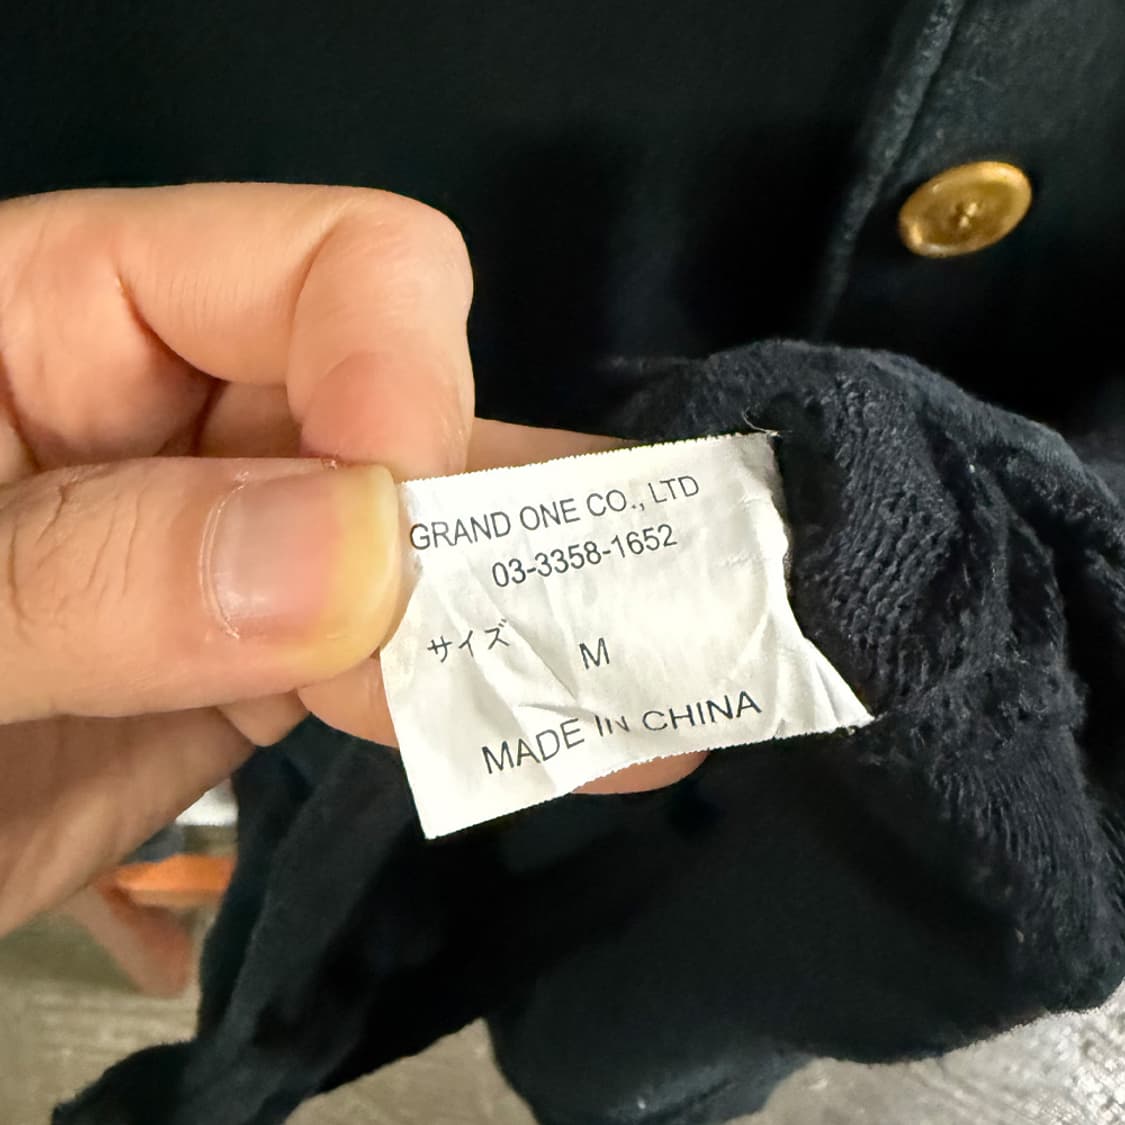 GRAND ONE CO., LTD
03-3358-1652
サイズ M
MADE IN CHINA